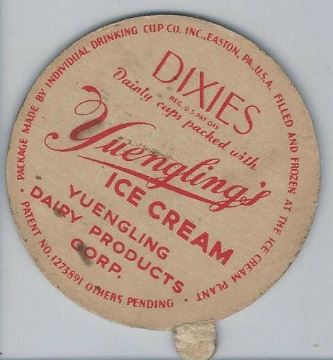 DIXIES
REG. U.S. PAT. OFF.
Dainty cups packed with
Yuengling's
ICE CREAM
YUENGLING
DAIRY PRODUCTS
CORP.
· PACKAGE MADE BY INDIVIDUAL DRINKING CUP CO. INC., EASTON, PA., U.S.A. FILLED AND FROZEN AT THE ICE CREAM PLANT
· PATENT NO. 1273891 OTHERS PENDING ·